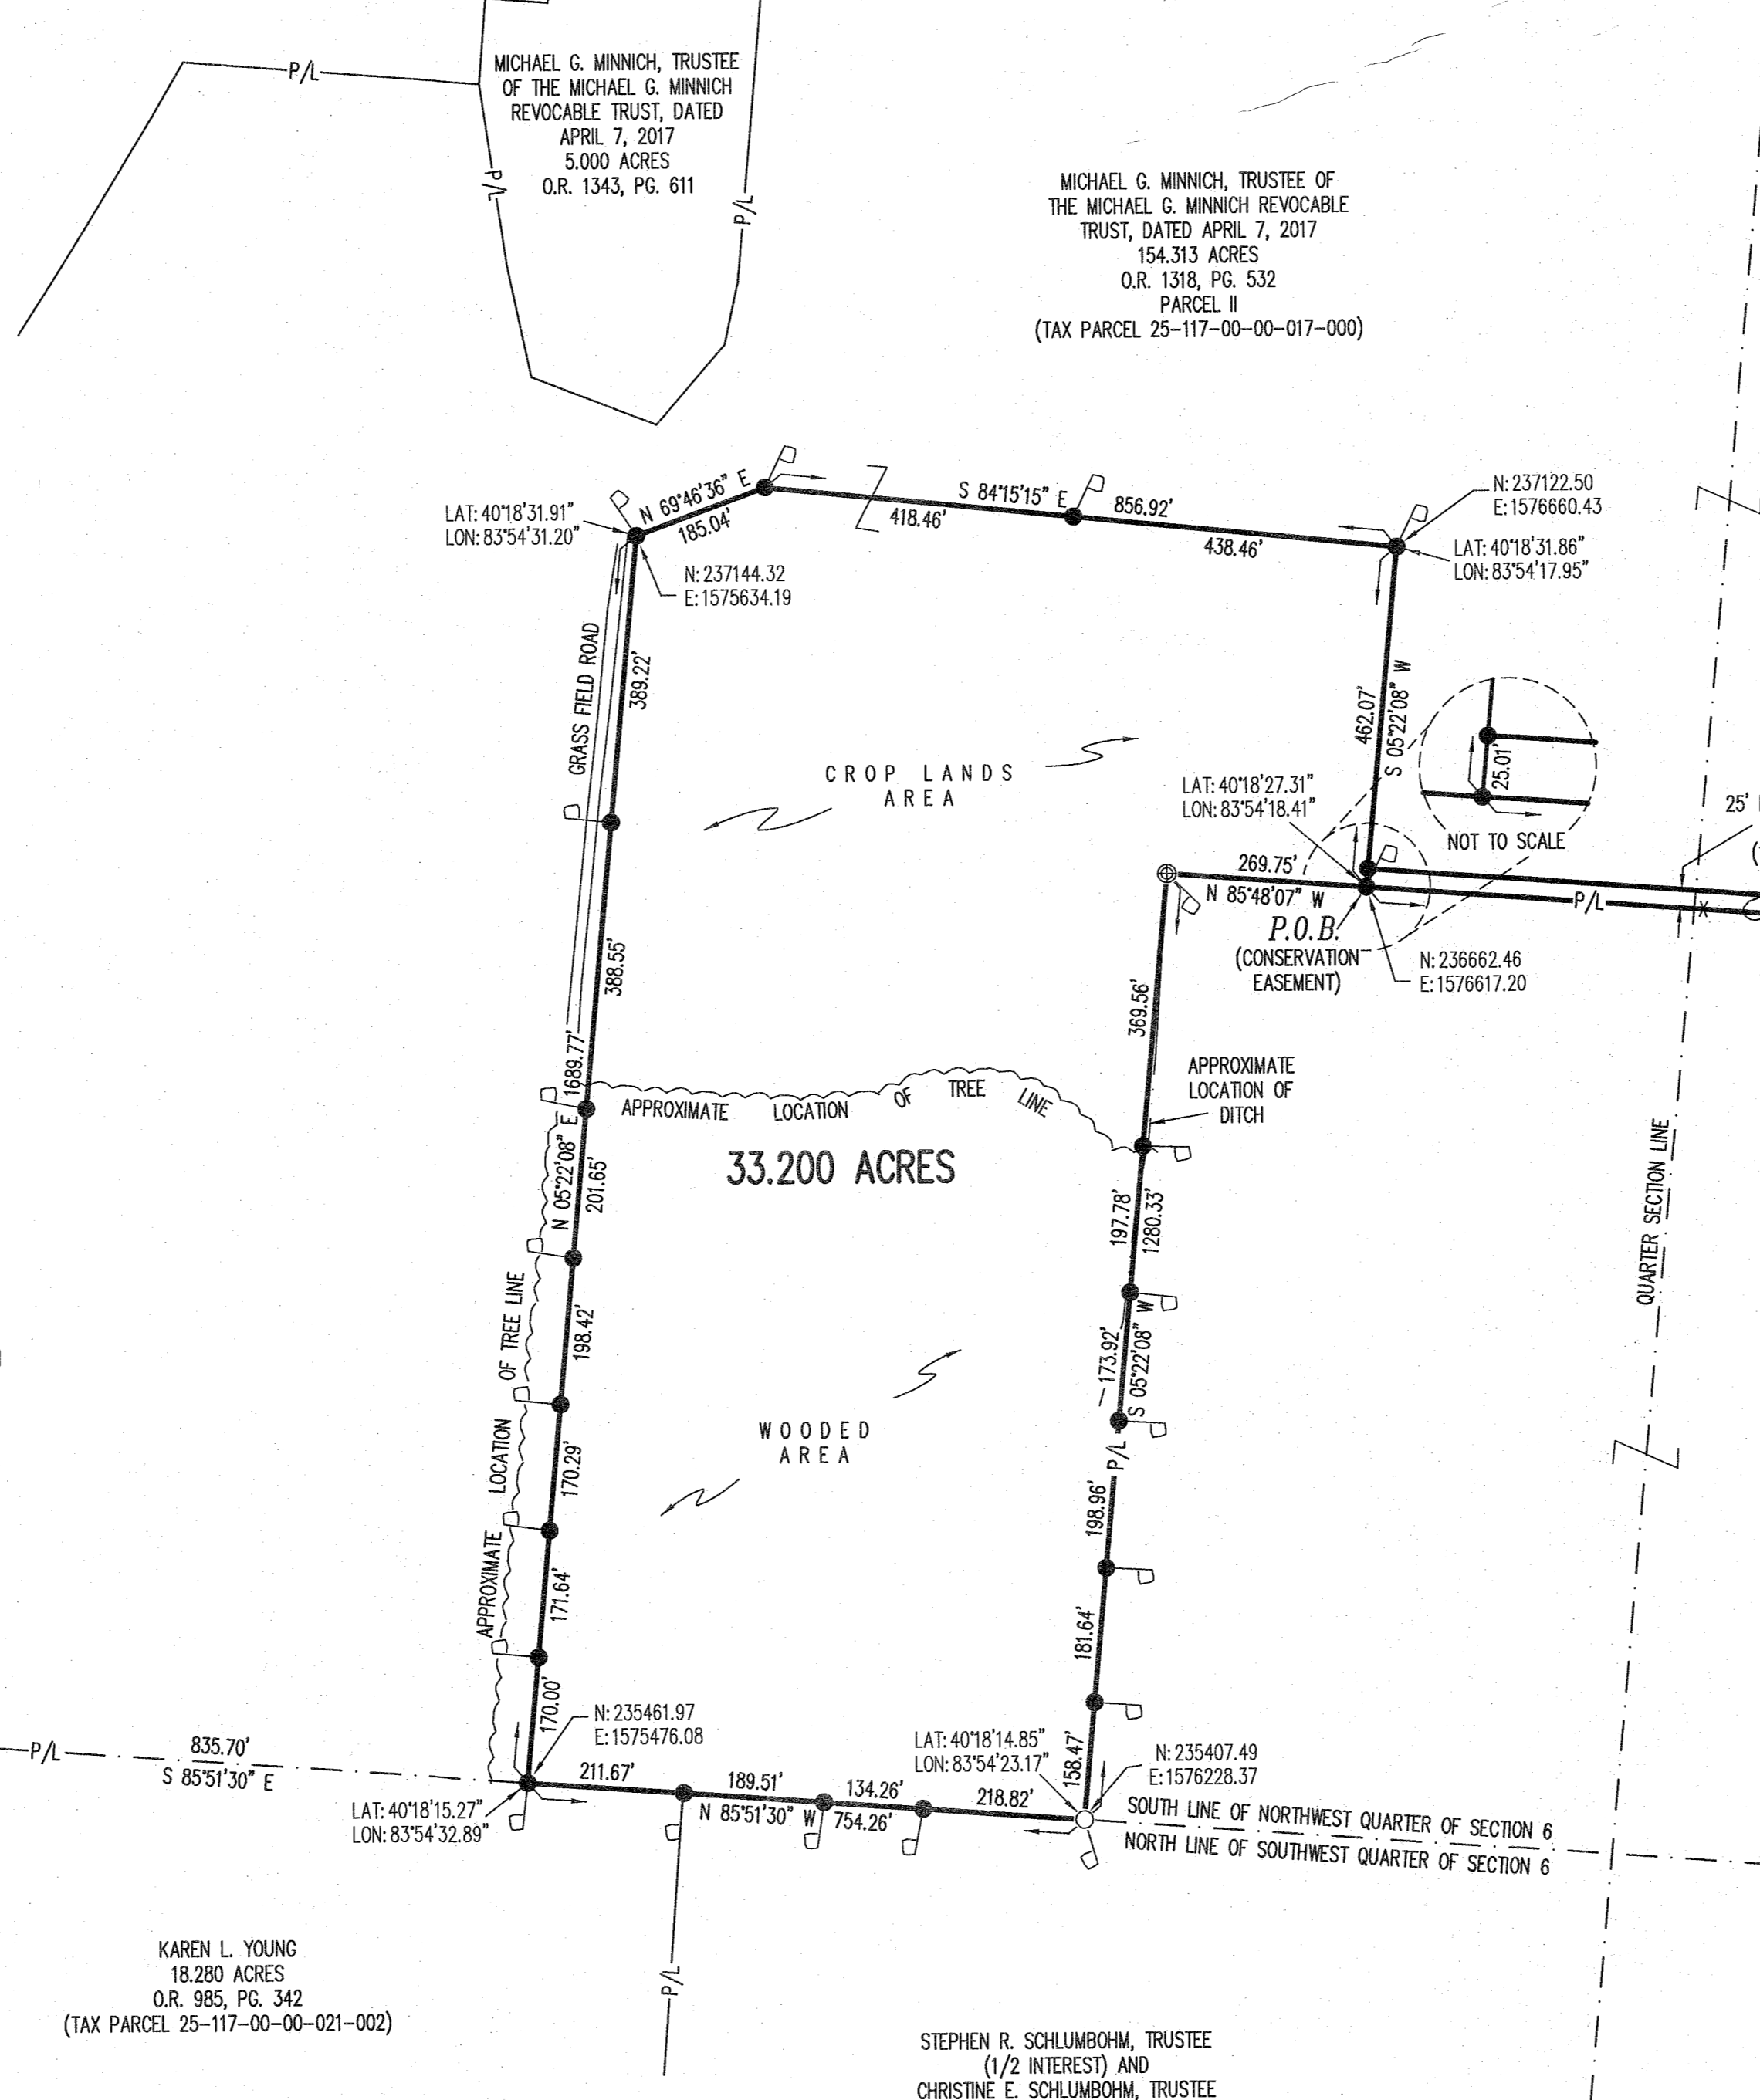 P/L
MICHAEL G. MINNICH, TRUSTEE
OF THE MICHAEL G. MINNICH
REVOCABLE TRUST, DATED
APRIL 7, 2017
5.000 ACRES
O.R. 1343, PG. 611
P/L
P/L
MICHAEL G. MINNICH, TRUSTEE OF
THE MICHAEL G. MINNICH REVOCABLE
TRUST, DATED APRIL 7, 2017
154.313 ACRES
O.R. 1318, PG. 532
PARCEL II
(TAX PARCEL 25-117-00-00-017-000)
LAT: 40°18'31.91"
LON: 83°54'31.20"
N 69°46'36" E
185.04'
N: 237144.32
E: 1575634.19
S 84°15'15" E
856.92'
418.46'
438.46'
N: 237122.50
E: 1576660.43
LAT: 40°18'31.86"
LON: 83°54'17.95"
GRASS FIELD ROAD
389.22'
462.07'
S 05°22'08" W
25.01'
NOT TO SCALE
25'
(
CROP LANDS
AREA
LAT: 40°18'27.31"
LON: 83°54'18.41"
269.75'
N 85°48'07" W
P/L
X
P.O.B.
(CONSERVATION
EASEMENT)
N: 236662.46
E: 1576617.20
388.55'
369.56'
1689.77'
N 05°22'08" E
APPROXIMATE LOCATION OF TREE LINE
APPROXIMATE
LOCATION OF
DITCH
33.200 ACRES
201.65'
197.78'
1280.33'
QUARTER SECTION LINE
198.42'
173.92'
S 05°22'08" W
APPROXIMATE LOCATION OF TREE LINE
WOODED
AREA
P/L
170.29'
198.96'
171.64'
181.64'
170.00'
158.47'
N: 235461.97
E: 1575476.08
P/L
835.70'
S 85°51'30" E
LAT: 40°18'15.27"
LON: 83°54'32.89"
211.67'
189.51'
134.26'
218.82'
N 85°51'30" W
754.26'
LAT: 40°18'14.85"
LON: 83°54'23.17"
N: 235407.49
E: 1576228.37
SOUTH LINE OF NORTHWEST QUARTER OF SECTION 6
NORTH LINE OF SOUTHWEST QUARTER OF SECTION 6
P/L
KAREN L. YOUNG
18.280 ACRES
O.R. 985, PG. 342
(TAX PARCEL 25-117-00-00-021-002)
STEPHEN R. SCHLUMBOHM, TRUSTEE
(1/2 INTEREST) AND
CHRISTINE E. SCHLUMBOHM, TRUSTEE